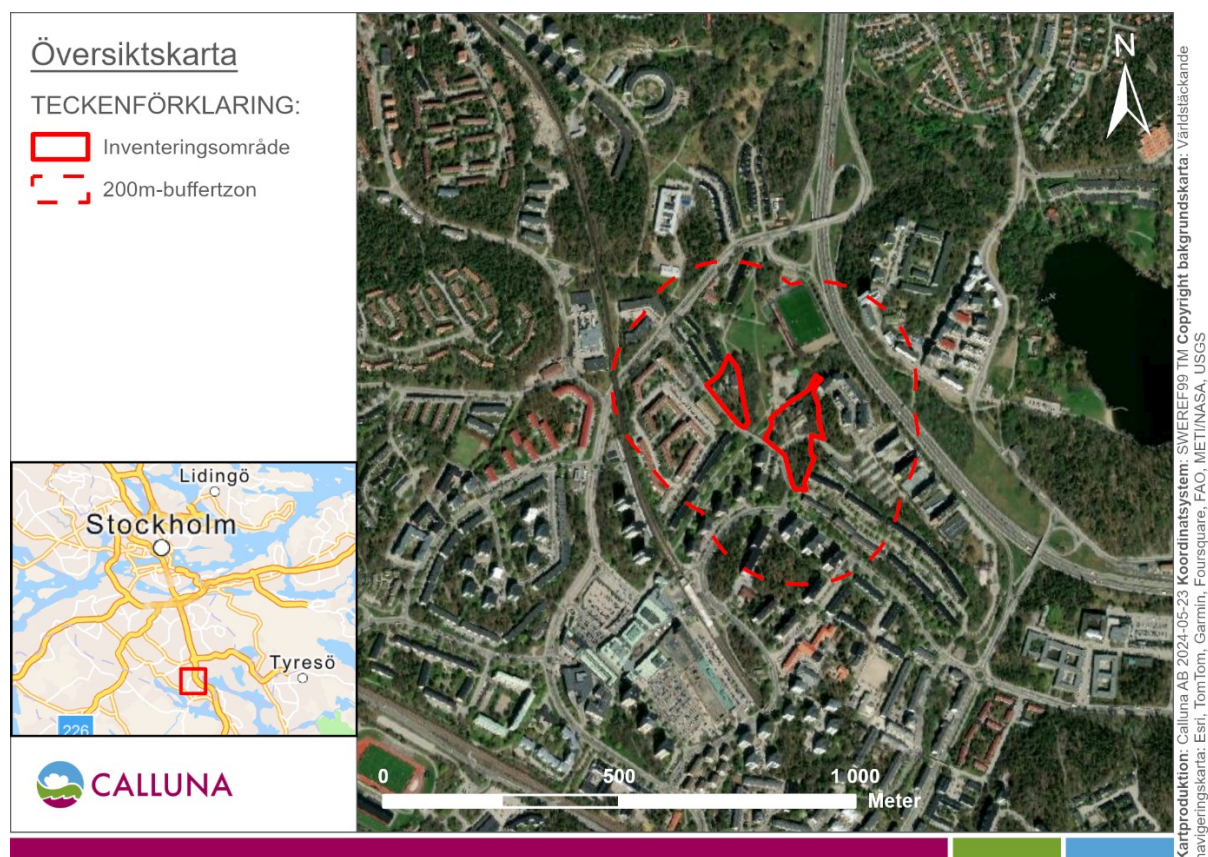 Översiktskarta
TECKENFÖRKLARING:
Inventeringsområde
200m-buffertzon
N
Lidingö
Stockholm
Tyresö
226
CALLUNA
0 500 1 000
Meter
Kartproduktion: Calluna AB 2024-05-23 Koordinatsystem: SWEREF99 TM Copyright bakgrundskarta: Världstäckande
navigeringskarta: Esri, TomTom, Garmin, Foursquare, FAO, METI/NASA, USGS